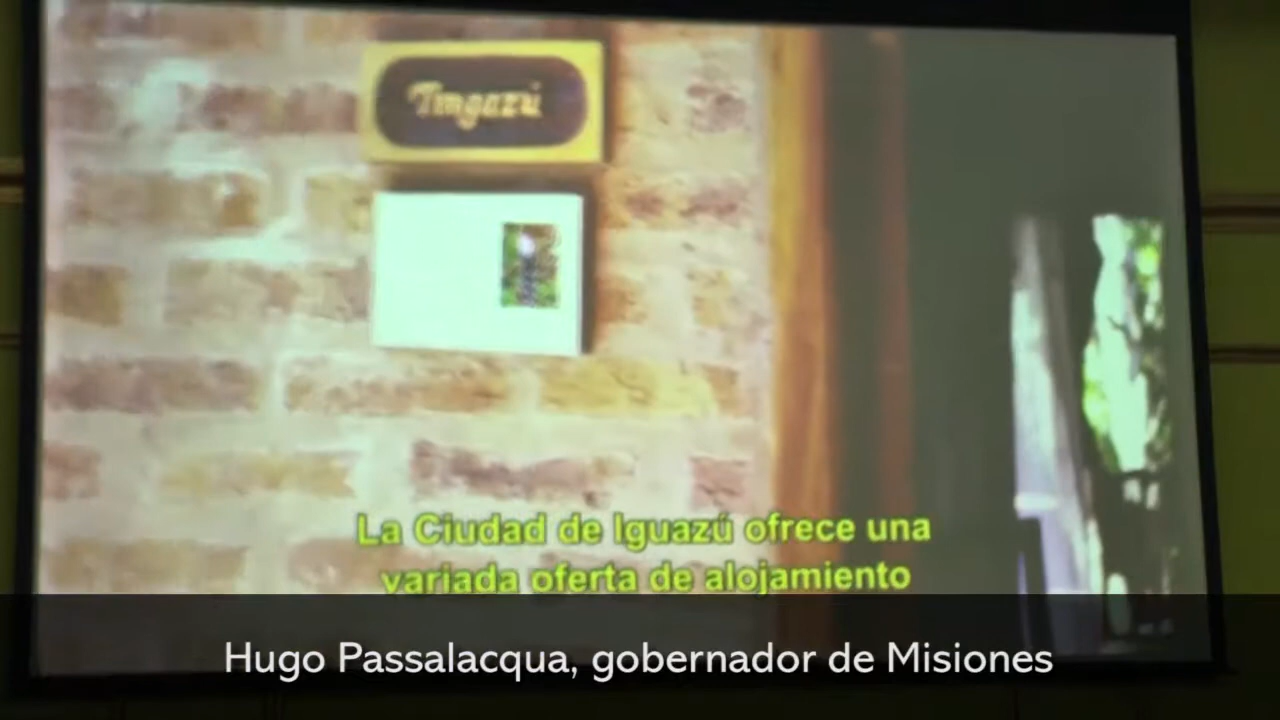 Tingazú
La Ciudad de Iguazú ofrece una
variada oferta de alojamiento
Hugo Passalacqua, gobernador de Misiones